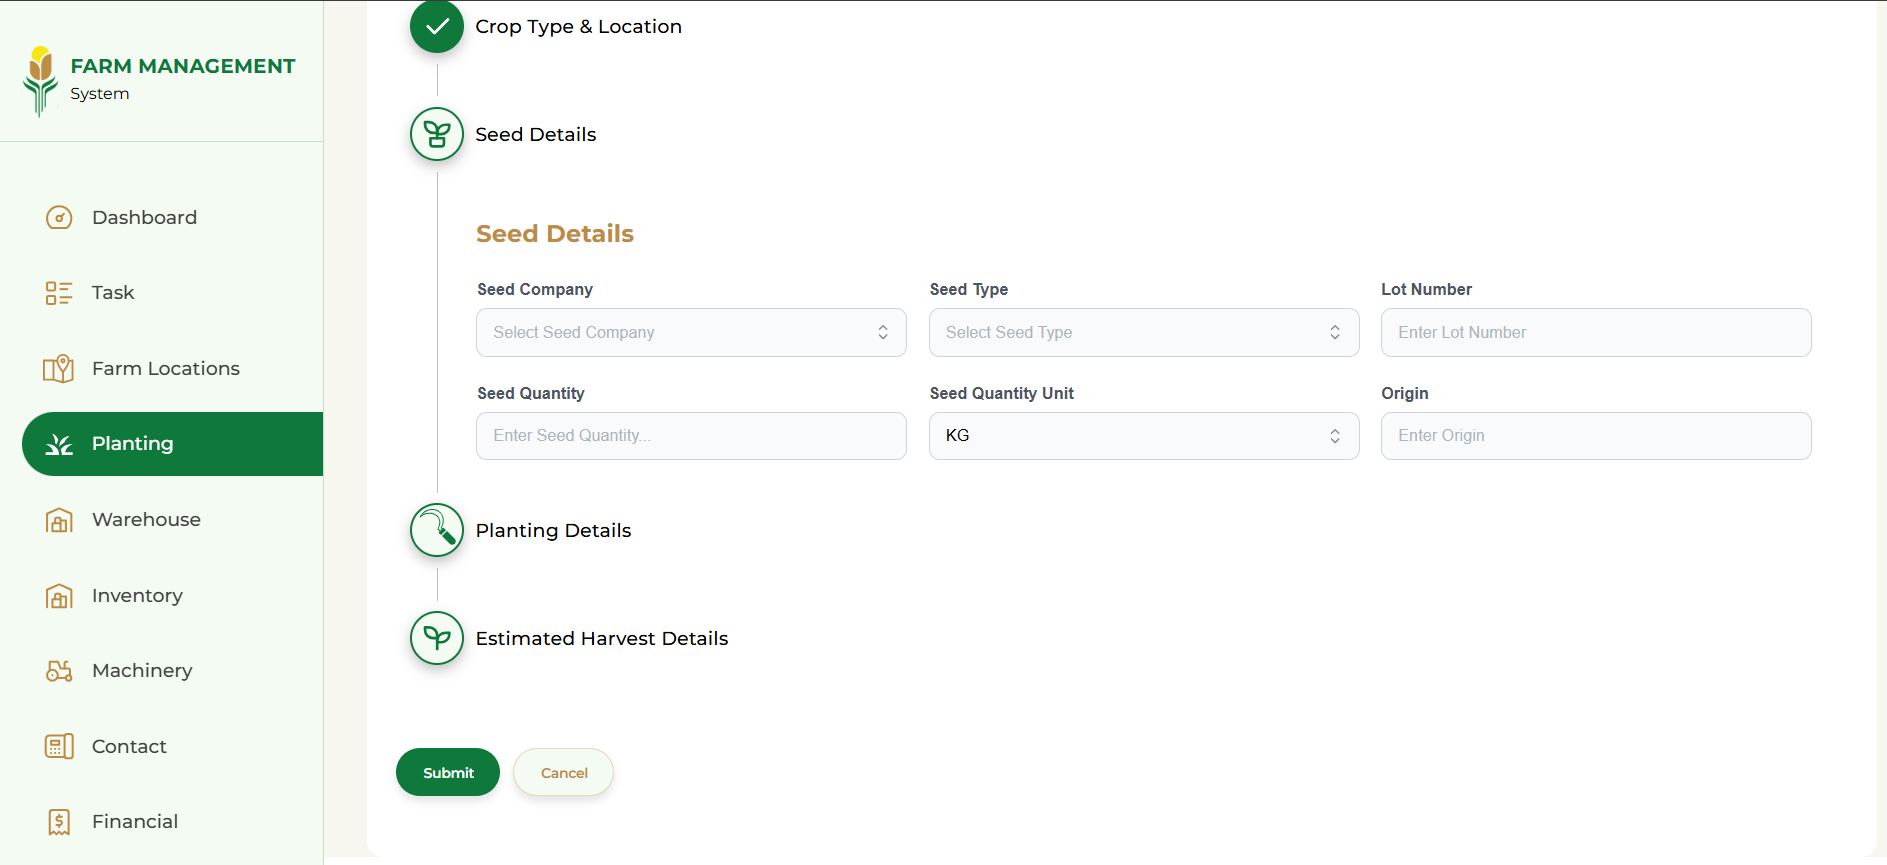 FARM MANAGEMENT
System
Dashboard
Task
Farm Locations
Planting
Warehouse
Inventory
Machinery
Contact
Financial
Crop Type & Location
Seed Details
Seed Details
Seed Company
Seed Type
Lot Number
Select Seed Company
Select Seed Type
Enter Lot Number
Seed Quantity
Seed Quantity Unit
Origin
Enter Seed Quantity...
KG
Enter Origin
Planting Details
Estimated Harvest Details
Submit
Cancel